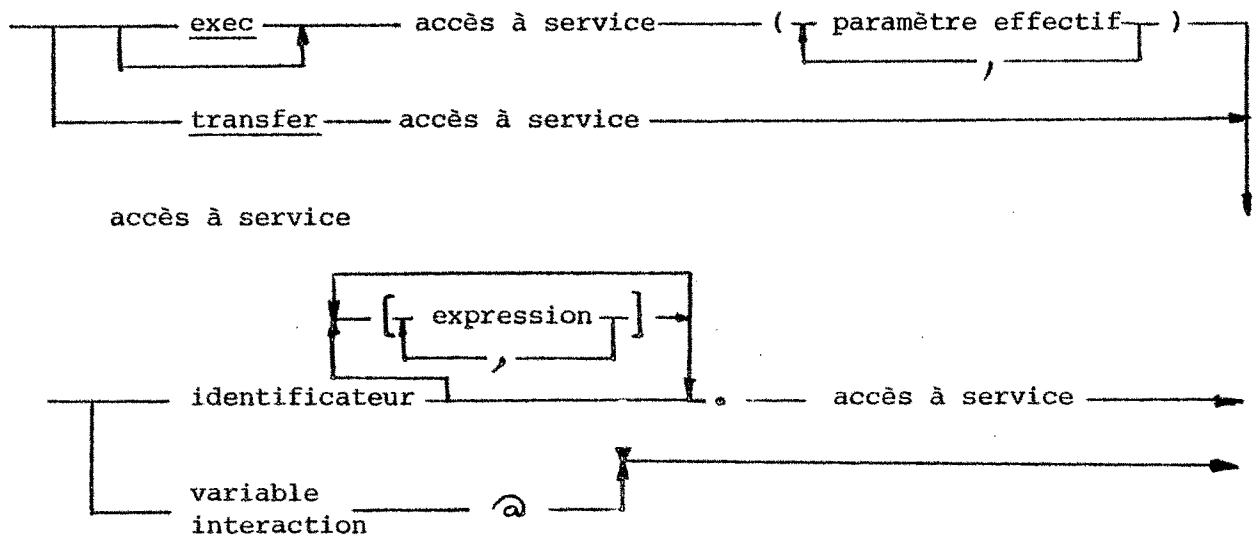 exec accès à service ( paramètre effectif )
,
transfer accès à service
accès à service
[ expression ]
,
identificateur . accès à service
variable
interaction @